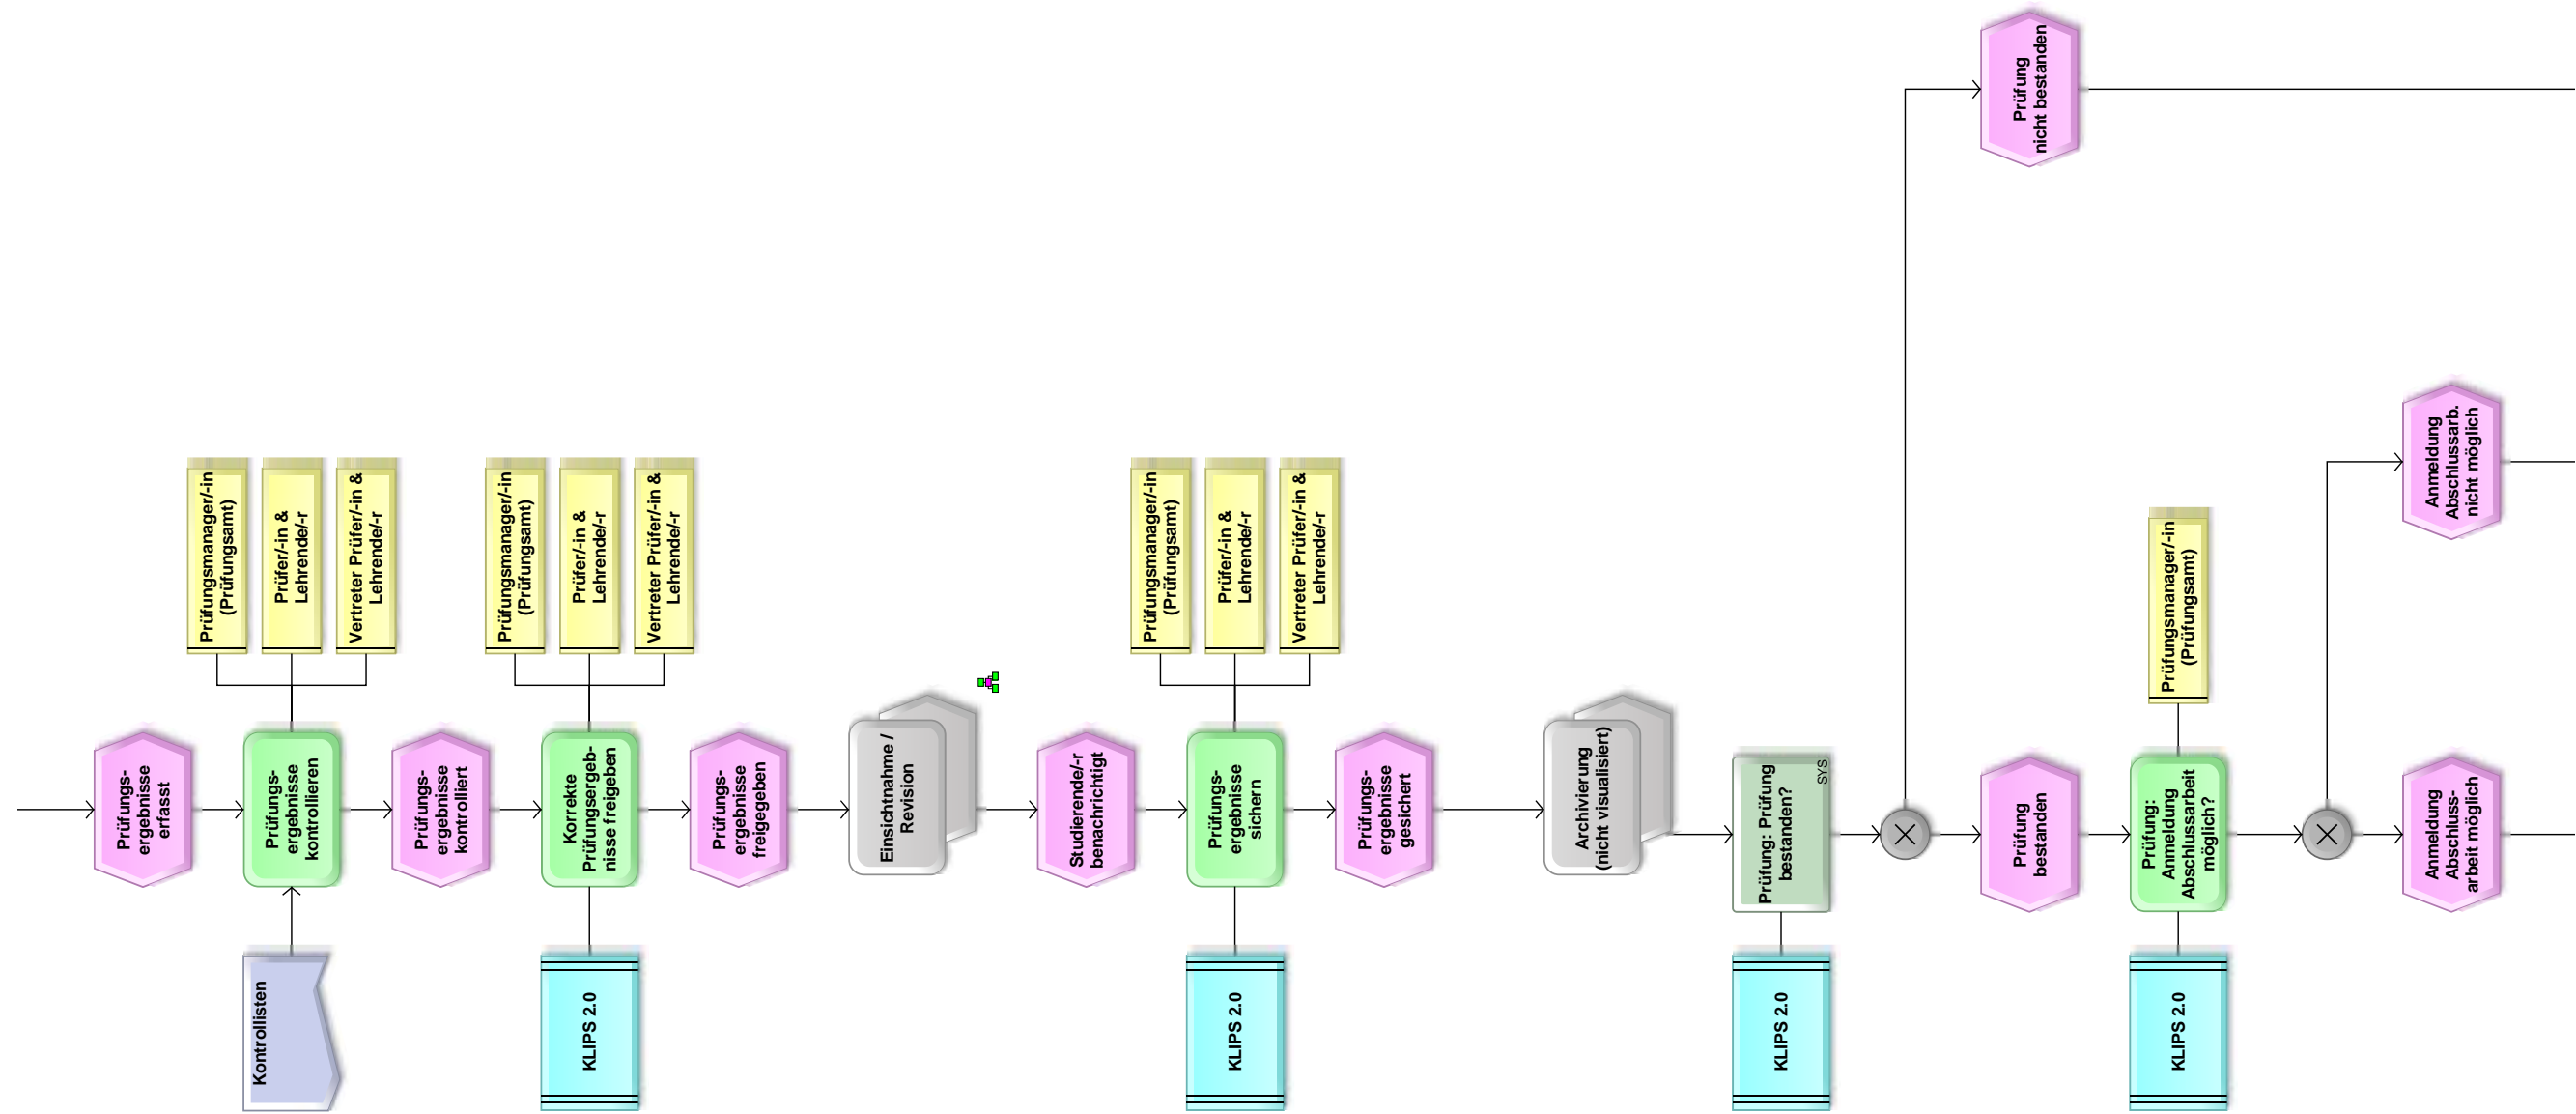 Prüfungs-
ergebnisse
erfasst
Prüfungsmanager/-in
(Prüfungsamt)
Prüfer/-in &
Lehrende/-r
Vertreter Prüfer/-in &
Lehrende/-r
Prüfungs-
ergebnisse
kontrollieren
Kontrollisten
Prüfungs-
ergebnisse
kontrolliert
Prüfungsmanager/-in
(Prüfungsamt)
Prüfer/-in &
Lehrende/-r
Vertreter Prüfer/-in &
Lehrende/-r
Korrekte
Prüfungsergeb-
nisse freigeben
KLIPS 2.0
Prüfungs-
ergebnisse
freigegeben
Einsichtnahme /
Revision
Studierende/-r
benachrichtigt
Prüfungsmanager/-in
(Prüfungsamt)
Prüfer/-in &
Lehrende/-r
Vertreter Prüfer/-in &
Lehrende/-r
Prüfungs-
ergebnisse
sichern
KLIPS 2.0
Prüfungs-
ergebnisse
gesichert
Archivierung
(nicht visualisiert)
Prüfung: Prüfung
bestanden?
SYS
KLIPS 2.0
Prüfung
nicht bestanden
Prüfung
bestanden
Prüfungsmanager/-in
(Prüfungsamt)
Prüfung:
Anmeldung
Abschlussarbeit
möglich?
KLIPS 2.0
Anmeldung
Abschlussarb.
nicht möglich
Anmeldung
Abschluss-
arbeit möglich